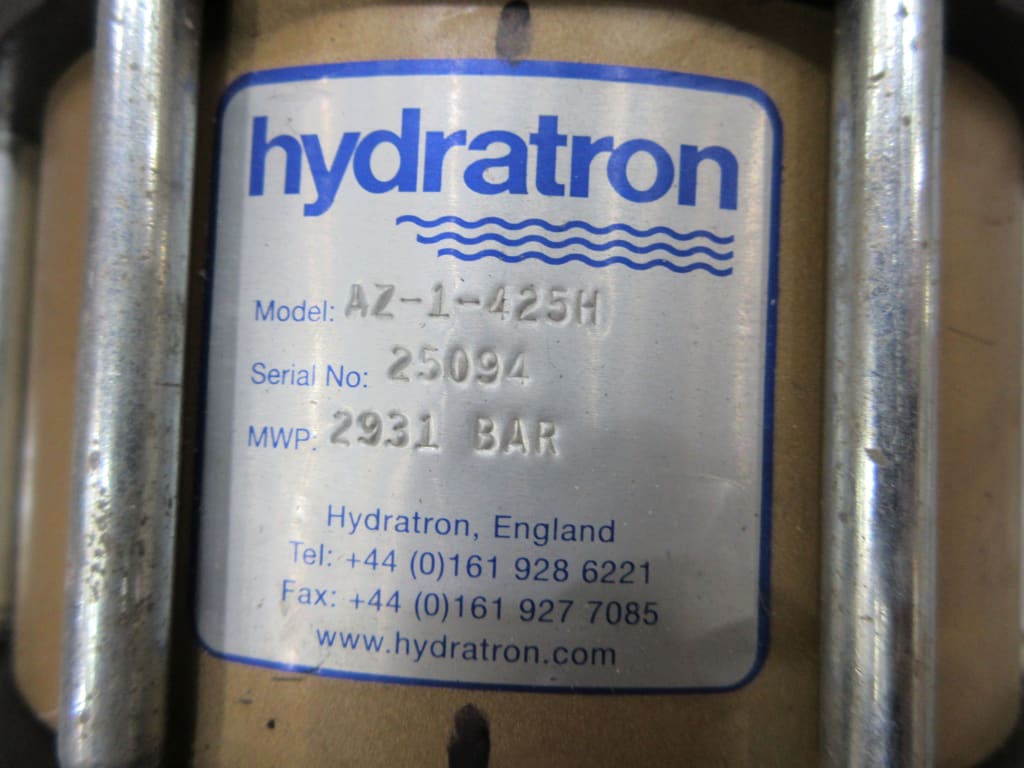 hydratron
Model: AZ-1-425H
Serial No: 25094
MWP: 2931 BAR
Hydratron, England
Tel: +44 (0)161 928 6221
Fax: +44 (0)161 927 7085
www.hydratron.com